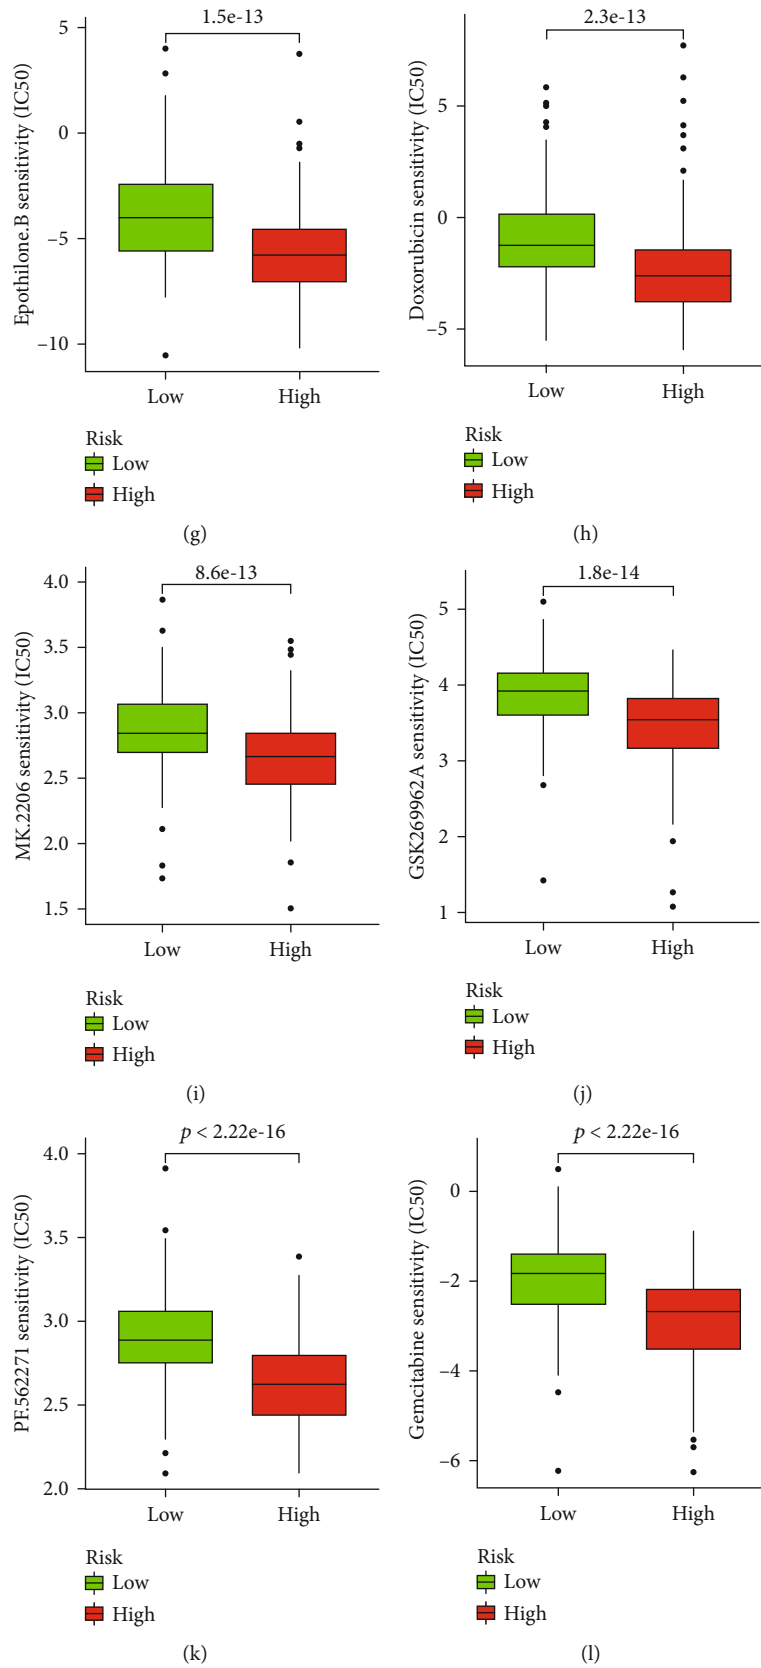 1.5e-13
Epothilone.B sensitivity (IC50)
5
0
−5
−10
Low
High
Risk
Low
High
(g)
2.3e-13
Doxorubicin sensitivity (IC50)
5
0
−5
Low
High
Risk
Low
High
(h)
8.6e-13
MK.2206 sensitivity (IC50)
4.0
3.5
3.0
2.5
2.0
1.5
Low
High
Risk
Low
High
(i)
1.8e-14
GSK269962A sensitivity (IC50)
5
4
3
2
1
Low
High
Risk
Low
High
(j)
p < 2.22e-16
PF.562271 sensitivity (IC50)
4.0
3.5
3.0
2.5
2.0
Low
High
Risk
Low
High
(k)
p < 2.22e-16
Gemcitabine sensitivity (IC50)
0
−2
−4
−6
Low
High
Risk
Low
High
(l)